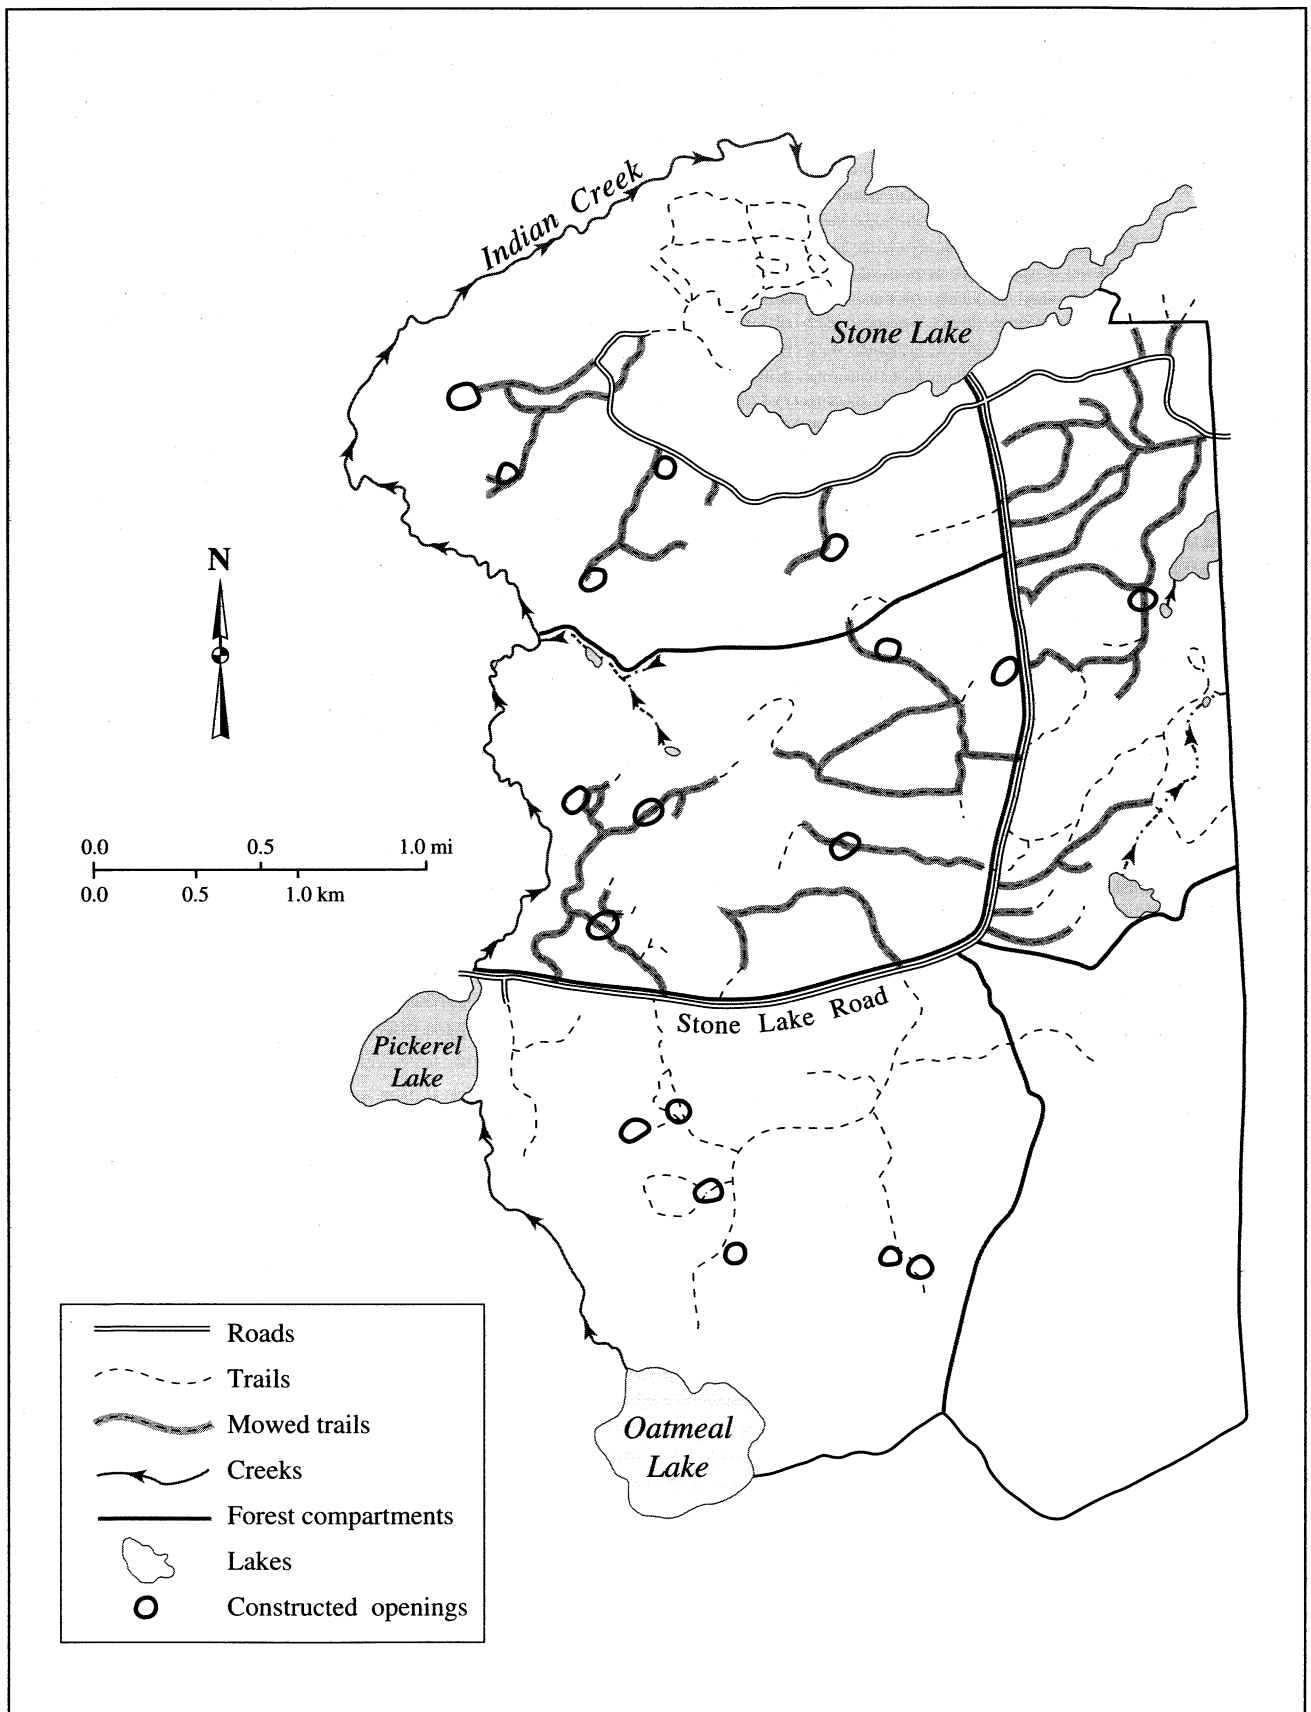 Indian Creek
Stone Lake
N
0.0 0.5 1.0 mi
0.0 0.5 1.0 km
Stone Lake Road
Pickerel
Lake
Oatmeal
Lake
Roads
Trails
Mowed trails
Creeks
Forest compartments
Lakes
Constructed openings